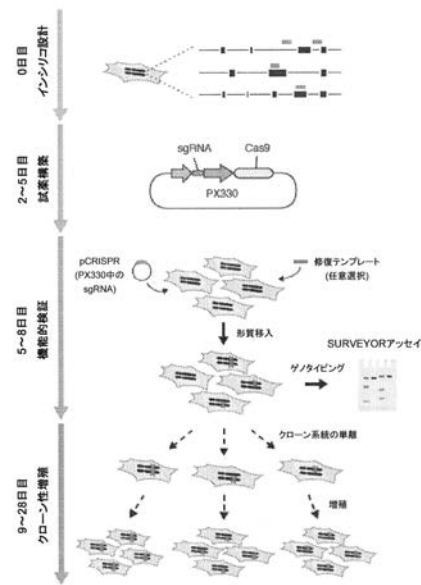 0日目
インシリコ設計
2～5日目
試薬構築
sgRNA
Cas9
PX330
5～8日目
機能的検証
pCRISPR
(PX330中の
sgRNA)
修復テンプレート
(任意選択)
形質移入
SURVEYORアッセイ
ゲノタイピング
9～28日目
クローン性増殖
クローン系統の単離
増殖